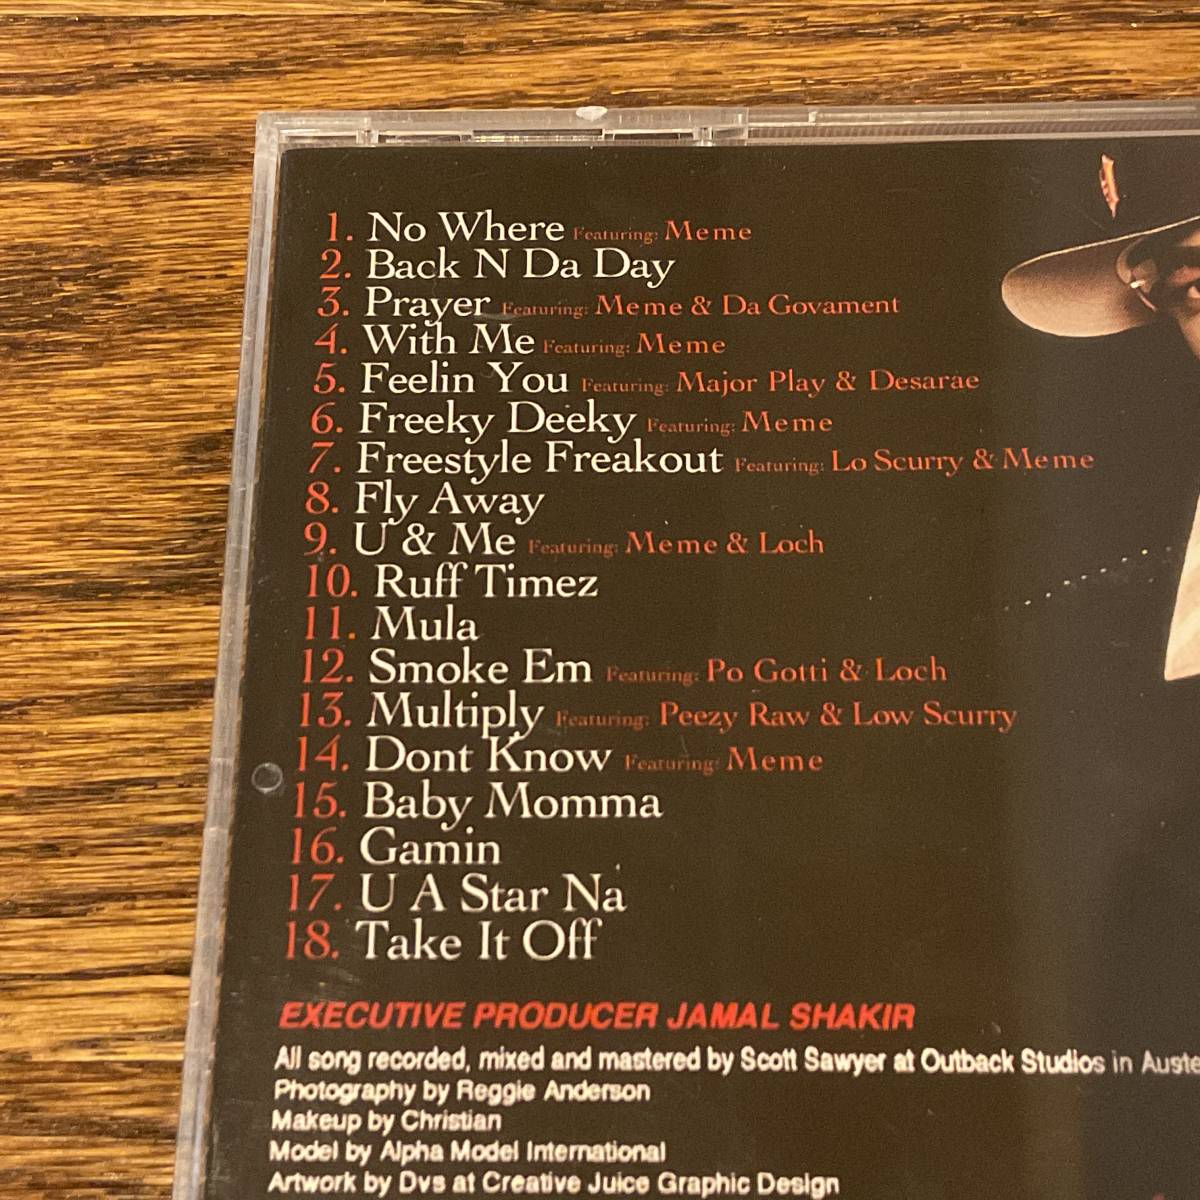 1. No Where Featuring: Meme
2. Back N Da Day
3. Prayer Featuring: Meme & Da Govament
4. With Me Featuring: Meme
5. Feelin You Featuring: Major Play & Desarae
6. Freeky Deeky Featuring: Meme
7. Freestyle Freakout Featuring: Lo Scurry & Meme
8. Fly Away
9. U & Me Featuring: Meme & Loch
10. Ruff Timez
11. Mula
12. Smoke Em Featuring: Po Gotti & Loch
13. Multiply Featuring: Peezy Raw & Low Scurry
14. Dont Know Featuring: Meme
15. Baby Momma
16. Gamin
17. U A Star Na
18. Take It Off
EXECUTIVE PRODUCER JAMAL SHAKIR
All song recorded, mixed and mastered by Scott Sawyer at Outback Studios in
Photography by Reggie Anderson
Makeup by Christian
Model by Alpha Model International
Artwork by Dvs at Creative Juice Graphic Design